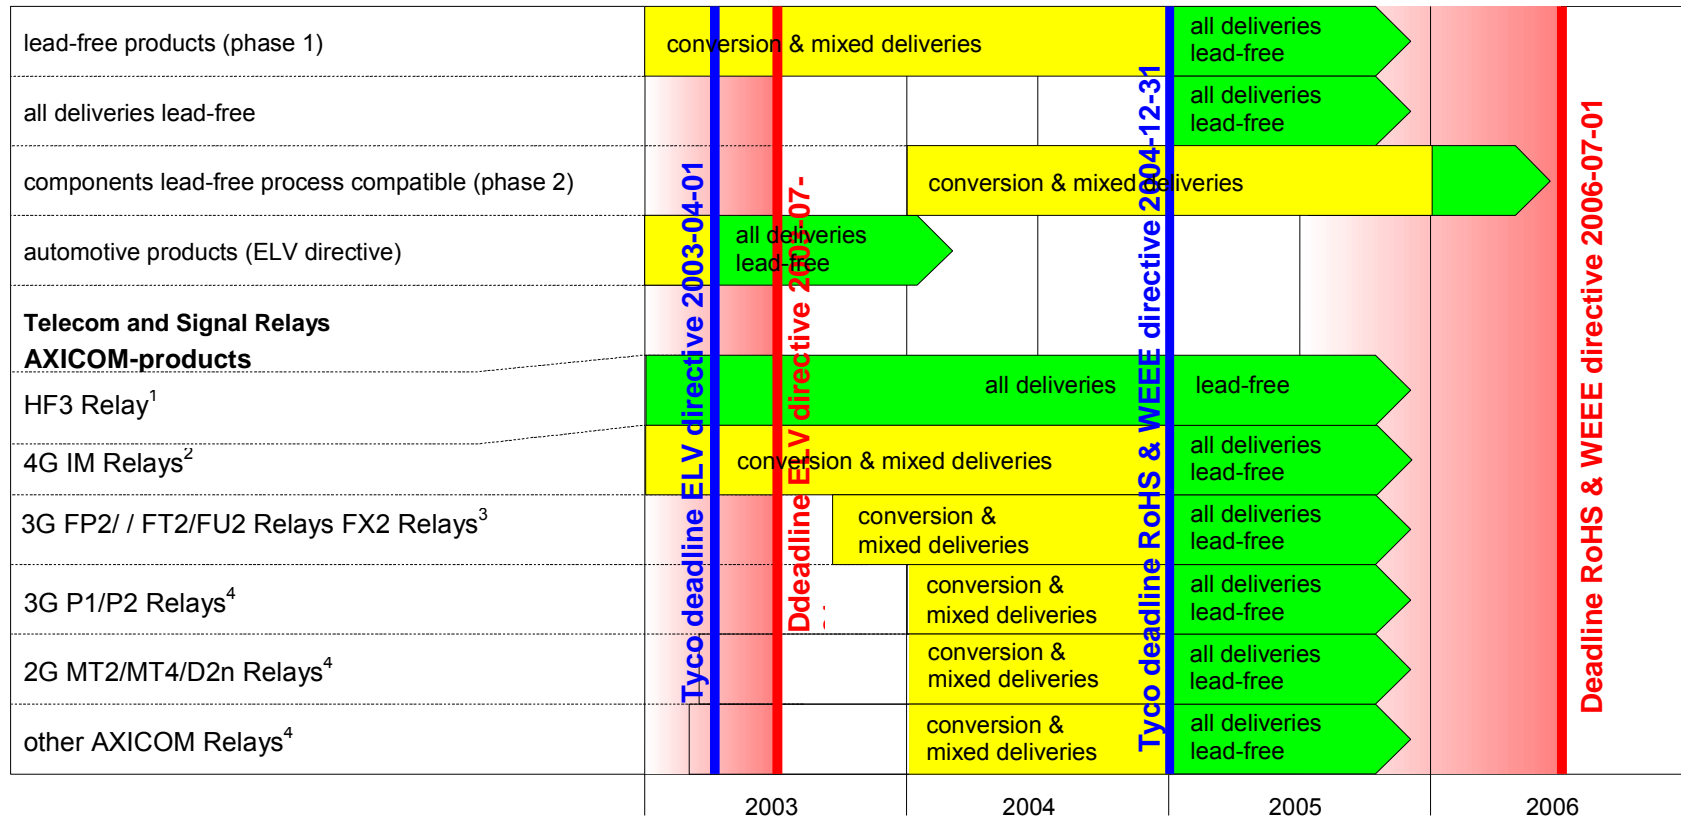 lead-free products (phase 1)
conversion & mixed deliveries
all deliveries
lead-free
all deliveries lead-free
all deliveries
lead-free
components lead-free process compatible (phase 2)
conversion & mixed deliveries
automotive products (ELV directive)
all deliveries
lead-free
Telecom and Signal Relays
AXICOM-products
HF3 Relay1
all deliveries lead-free
4G IM Relays2
conversion & mixed deliveries
all deliveries
lead-free
3G FP2/ / FT2/FU2 Relays FX2 Relays3
conversion &
mixed deliveries
all deliveries
lead-free
3G P1/P2 Relays4
conversion &
mixed deliveries
all deliveries
lead-free
2G MT2/MT4/D2n Relays4
conversion &
mixed deliveries
all deliveries
lead-free
other AXICOM Relays4
conversion &
mixed deliveries
all deliveries
lead-free
Tyco deadline ELV directive 2003-04-01
Ddeadline ELV directive 2003-07-
Tyco deadline RoHS & WEEE directive 2004-12-31
Deadline RoHS & WEEE directive 2006-07-01
2003 2004 2005 2006